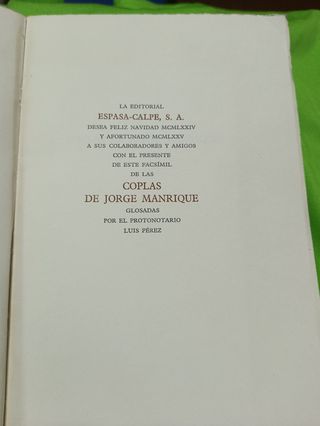 LA EDITORIAL
ESPASA-CALPE, S. A.
DESEA FELIZ NAVIDAD MCMLXXIV
Y AFORTUNADO MCMLXXV
A SUS COLABORADORES Y AMIGOS
CON EL PRESENTE
DE ESTE FACSÍMIL
DE LAS
COPLAS
DE JORGE MANRIQUE
GLOSADAS
POR EL PROTONOTARIO
LUIS PÉREZ